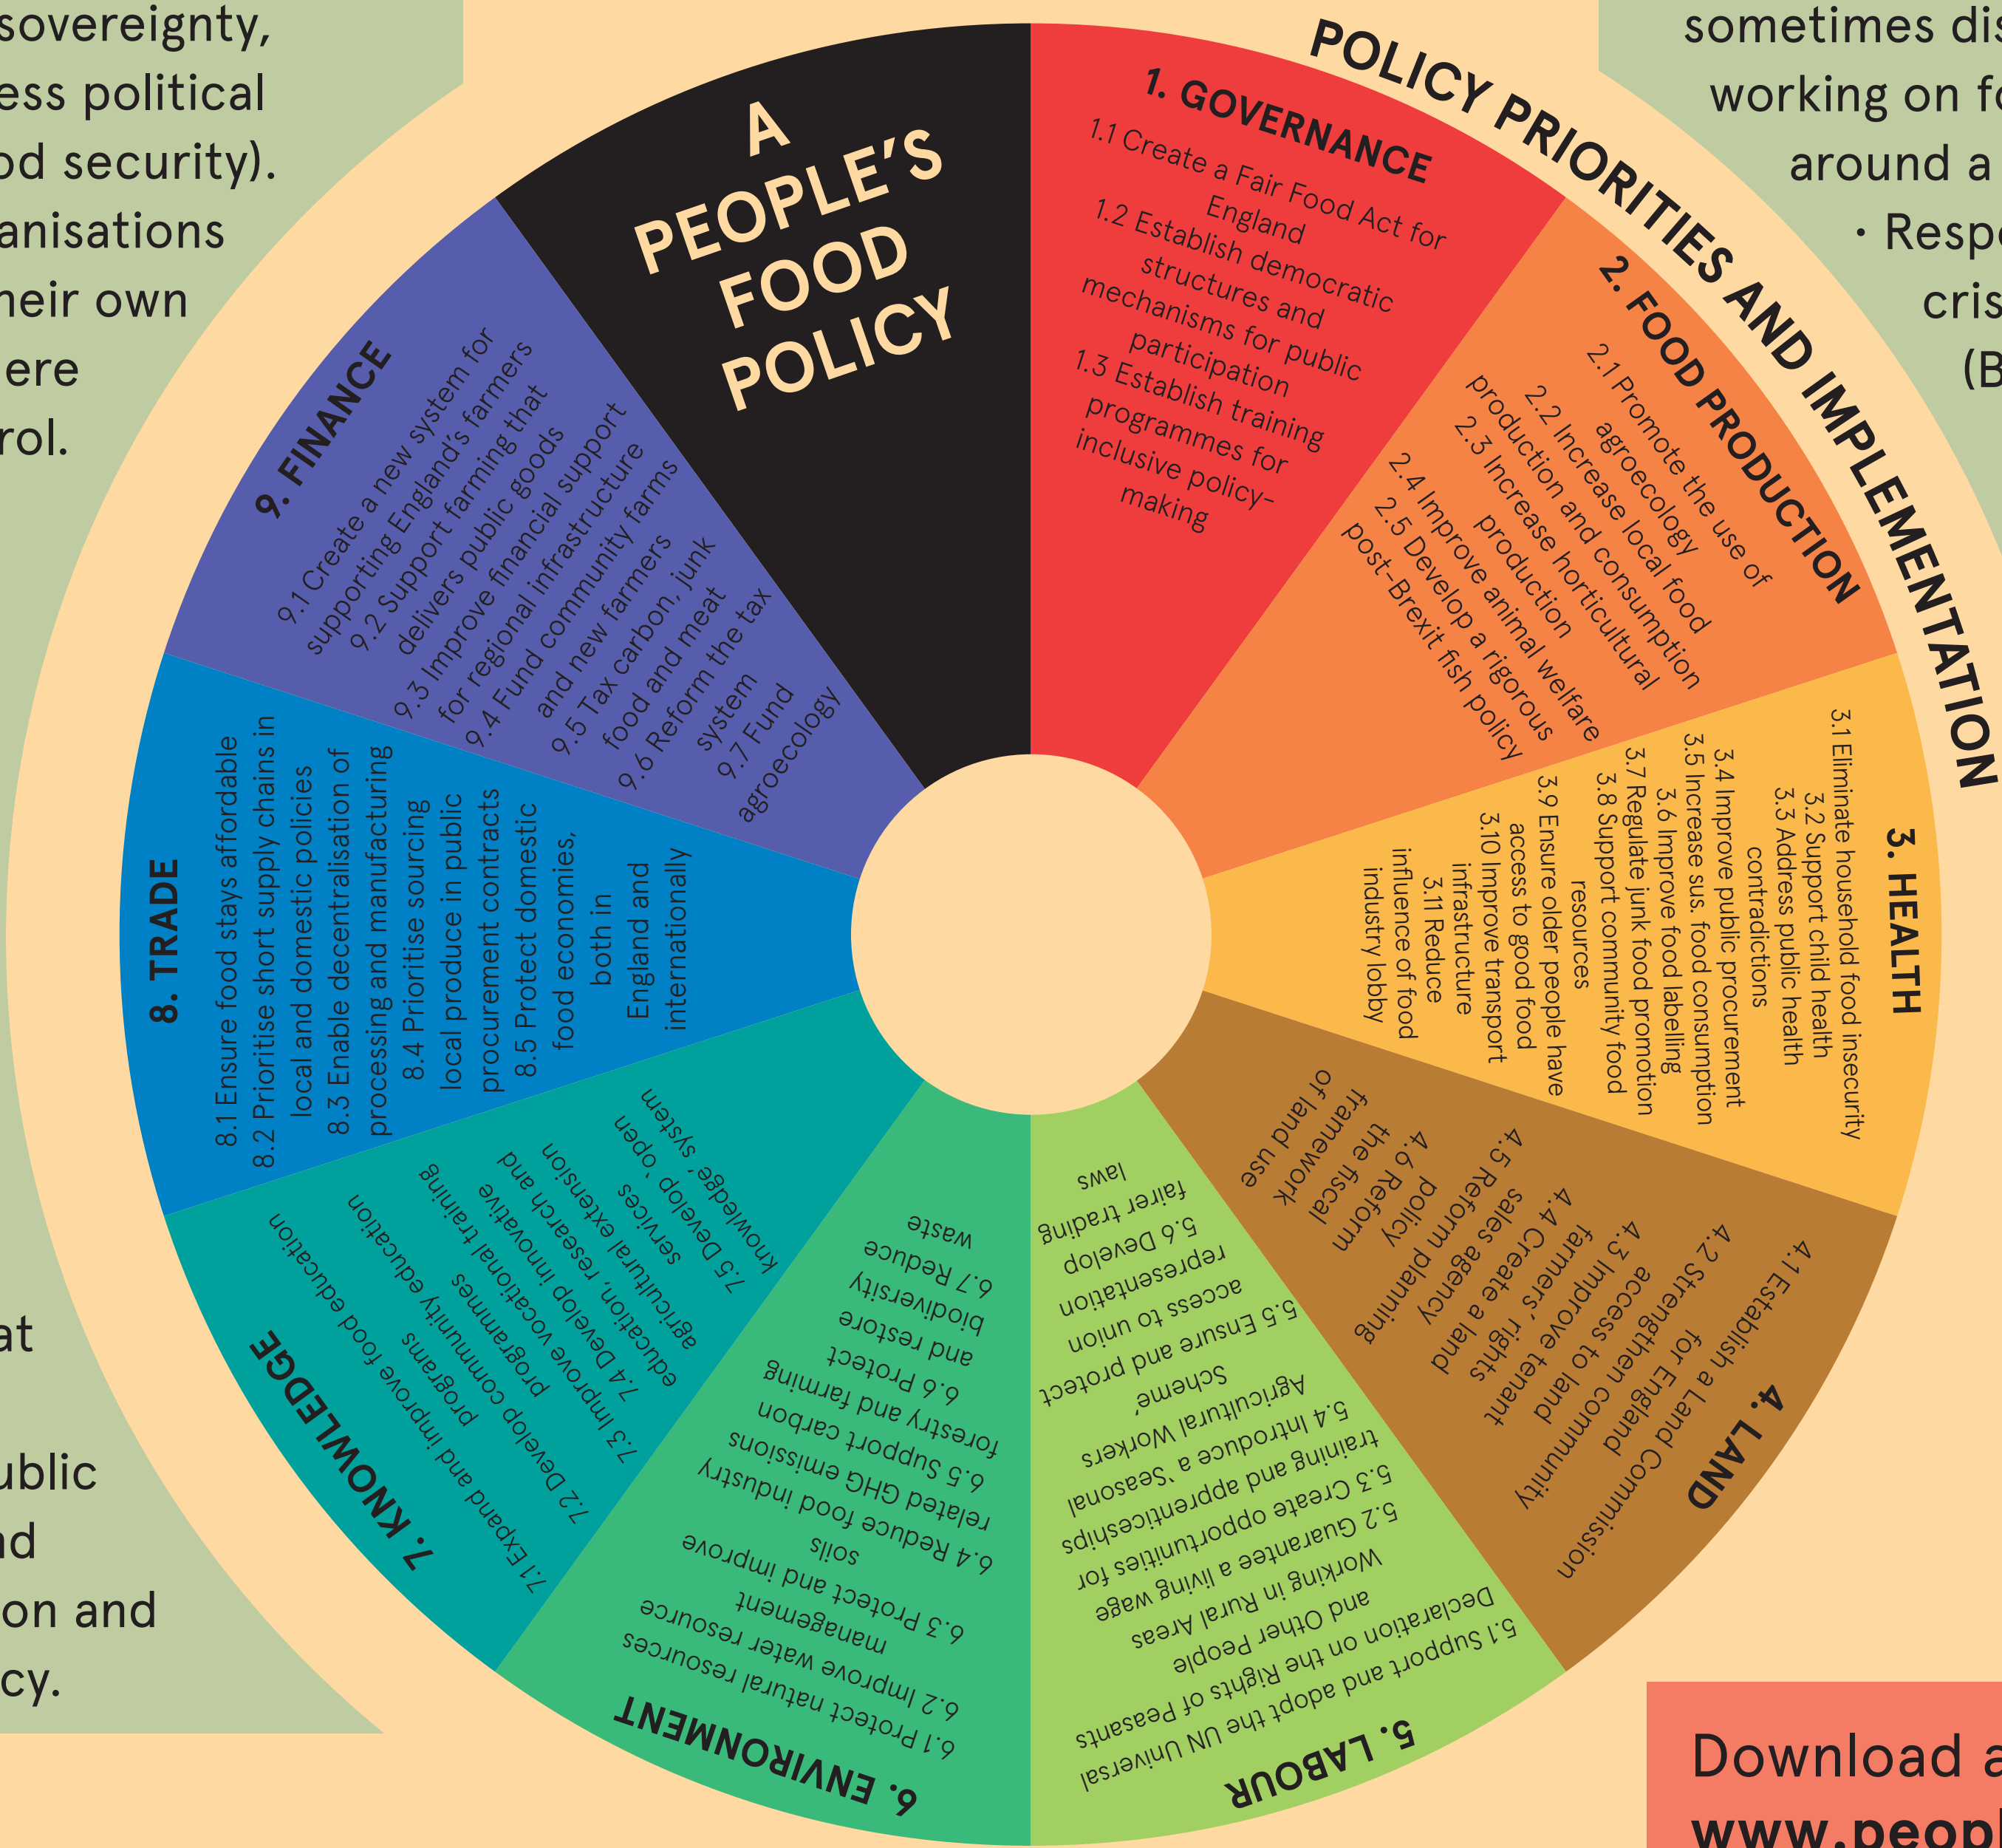 sovereignty,
ess political
od security).
anisations
heir own
ere
rol.
sometimes dis
working on fo
around a
· Respo
cris
(B
POLICY PRIORITIES AND IMPLEMENTATION
A
PEOPLE'S
FOOD
POLICY
1. GOVERNANCE
1.1 Create a Fair Food Act for
England
1.2 Establish democratic
structures and
mechanisms for public
participation
1.3 Establish training
programmes for
inclusive policy-
making
2. FOOD PRODUCTION
2.1 Promote the use of
agroecology
2.2 Increase local food
production and consumption
2.3 Increase horticultural
production
2.4 Improve animal welfare
2.5 Develop a rigorous
post-Brexit fish policy
3. HEALTH
3.1 Eliminate household food insecurity
3.2 Support child health
3.3 Address public health
contradictions
3.4 Improve public procurement
3.5 Increase sus. food consumption
3.6 Improve food labelling
3.7 Regulate junk food promotion
3.8 Support community food
resources
3.9 Ensure older people have
access to good food
3.10 Improve transport
infrastructure
3.11 Reduce
influence of food
industry lobby
4. LAND
4.1 Establish a Land Commission
for England
4.2 Strengthen community
access to land
4.3 Improve tenant
farmers' rights
4.4 Create a land
sales agency
4.5 Reform planning
policy
4.6 Reform
the fiscal
framework
of land use
5. LABOUR
5.1 Support and adopt the UN Universal
Declaration on the Rights of Peasants
and Other People
Working in Rural Areas
5.2 Guarantee a living wage
5.3 Create opportunities for
training and apprenticeships
5.4 Introduce a 'Seasonal
Agricultural Workers
Scheme'
5.5 Ensure and protect
access to union
representation
5.6 Develop
fairer trading
laws
6. ENVIRONMENT
6.1 Protect natural resources
6.2 Improve water resource
management
6.3 Protect and improve
soils
6.4 Reduce food industry
related GHG emissions
6.5 Support carbon
forestry and farming
6.6 Protect
and restore
biodiversity
6.7 Reduce
waste
7. KNOWLEDGE
7.1 Expand and improve food education
7.2 Develop community education
programs
7.3 Improve vocational training
programmes
7.4 Develop innovative
education, research and
agricultural extension
services
7.5 Develop 'open
knowledge' system
8. TRADE
8.1 Ensure food stays affordable
8.2 Prioritise short supply chains in
local and domestic policies
8.3 Enable decentralisation of
processing and manufacturing
8.4 Prioritise sourcing
local produce in public
procurement contracts
8.5 Protect domestic
food economies,
both in
England and
internationally
9. FINANCE
9.1 Create a new system for
supporting England's farmers
9.2 Support farming that
delivers public goods
9.3 Improve financial support
for regional infrastructure
9.4 Fund community farms
and new farmers
9.5 Tax carbon, junk
food and meat
9.6 Reform the tax
system
9.7 Fund
agroecology
at
ublic
nd
on and
cy.
Download a
www.peopl